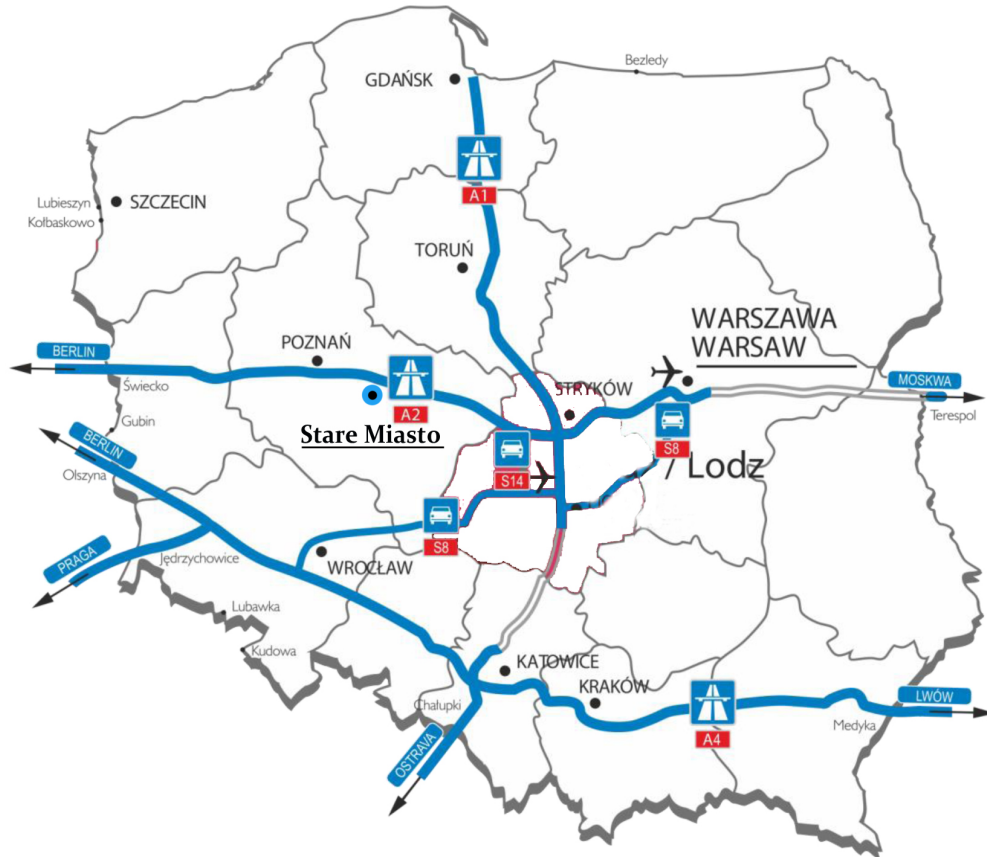 Bezledy
GDAŃSK
A1
SZCZECIN
Lubieszyn
Kołbaskowo
TORUŃ
WARSZAWA
WARSAW
POZNAŃ
BERLIN
Świecko
A2
STRYKÓW
MOSKWA
Terespol
Gubin
Stare Miasto
BERLIN
S8
Olszyna
S14
/ Lodz
S8
PRAGA
Jędrzychowice
WROCŁAW
Lubawka
Kudowa
KATOWICE
KRAKÓW
LWÓW
Chałupki
Medyka
A4
OSTRAVA